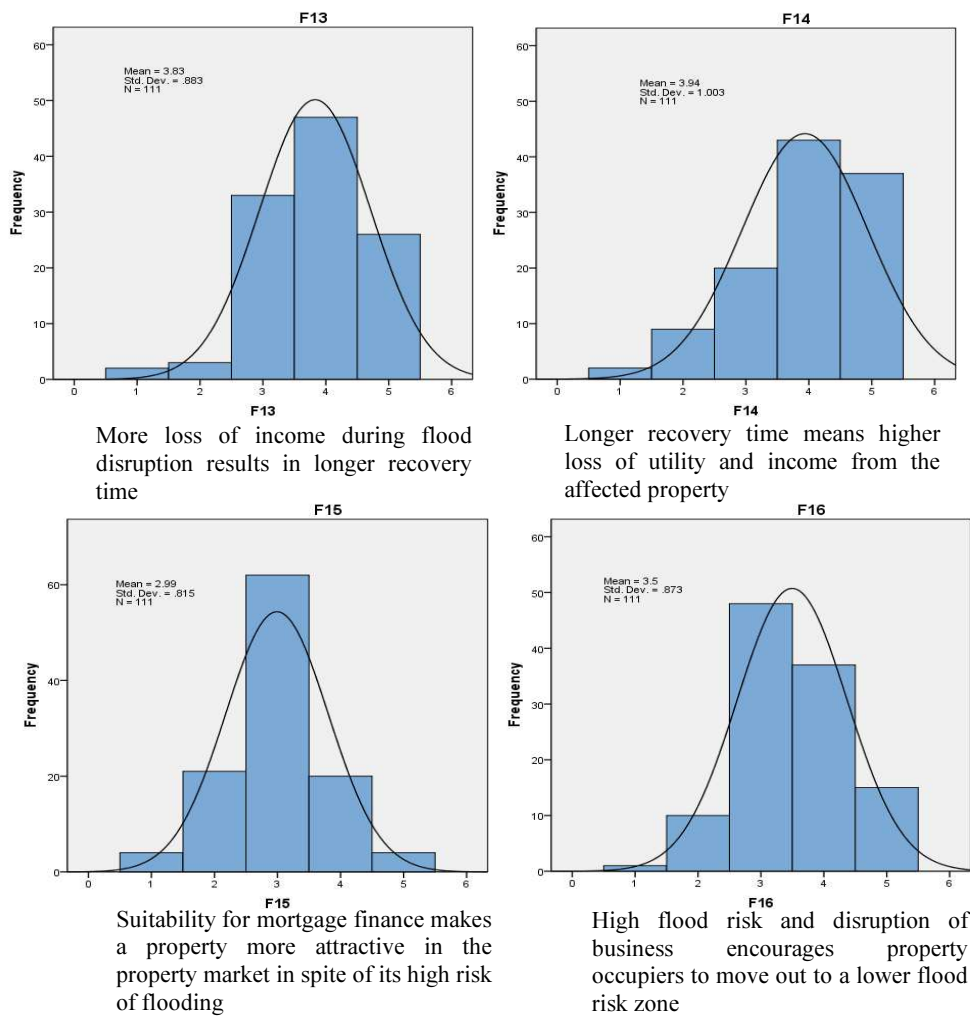 F13
60
50
40
30
20
10
0
Frequency
Mean = 3.83
Std. Dev. = .883
N = 111
0 1 2 3 4 5 6
F13
More loss of income during flood
disruption results in longer recovery
time
F14
60
50
40
30
20
10
0
Frequency
Mean = 3.94
Std. Dev. = 1.003
N = 111
0 1 2 3 4 5 6
F14
Longer recovery time means higher
loss of utility and income from the
affected property
F15
60
40
20
0
Frequency
Mean = 2.99
Std. Dev. = .815
N = 111
0 1 2 3 4 5 6
F15
Suitability for mortgage finance makes
a property more attractive in the
property market in spite of its high risk
of flooding
F16
60
50
40
30
20
10
0
Frequency
Mean = 3.5
Std. Dev. = .873
N = 111
0 1 2 3 4 5 6
F16
High flood risk and disruption of
business encourages property
occupiers to move out to a lower flood
risk zone